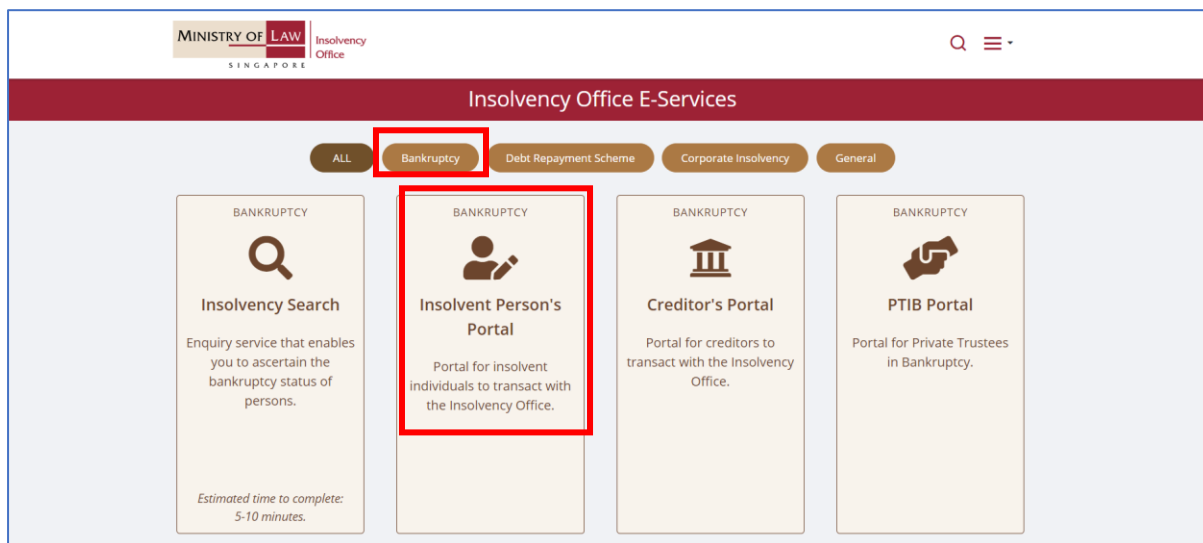 MINISTRY OF LAW
SINGAPORE
Insolvency
Office
Insolvency Office E-Services
ALL
Bankruptcy
Debt Repayment Scheme
Corporate Insolvency
General
BANKRUPTCY
Insolvency Search
Enquiry service that enables
you to ascertain the
bankruptcy status of
persons.
Estimated time to complete:
5-10 minutes.
BANKRUPTCY
Insolvent Person's
Portal
Portal for insolvent
individuals to transact with
the Insolvency Office.
BANKRUPTCY
Creditor's Portal
Portal for creditors to
transact with the Insolvency
Office.
BANKRUPTCY
PTIB Portal
Portal for Private Trustees
in Bankruptcy.